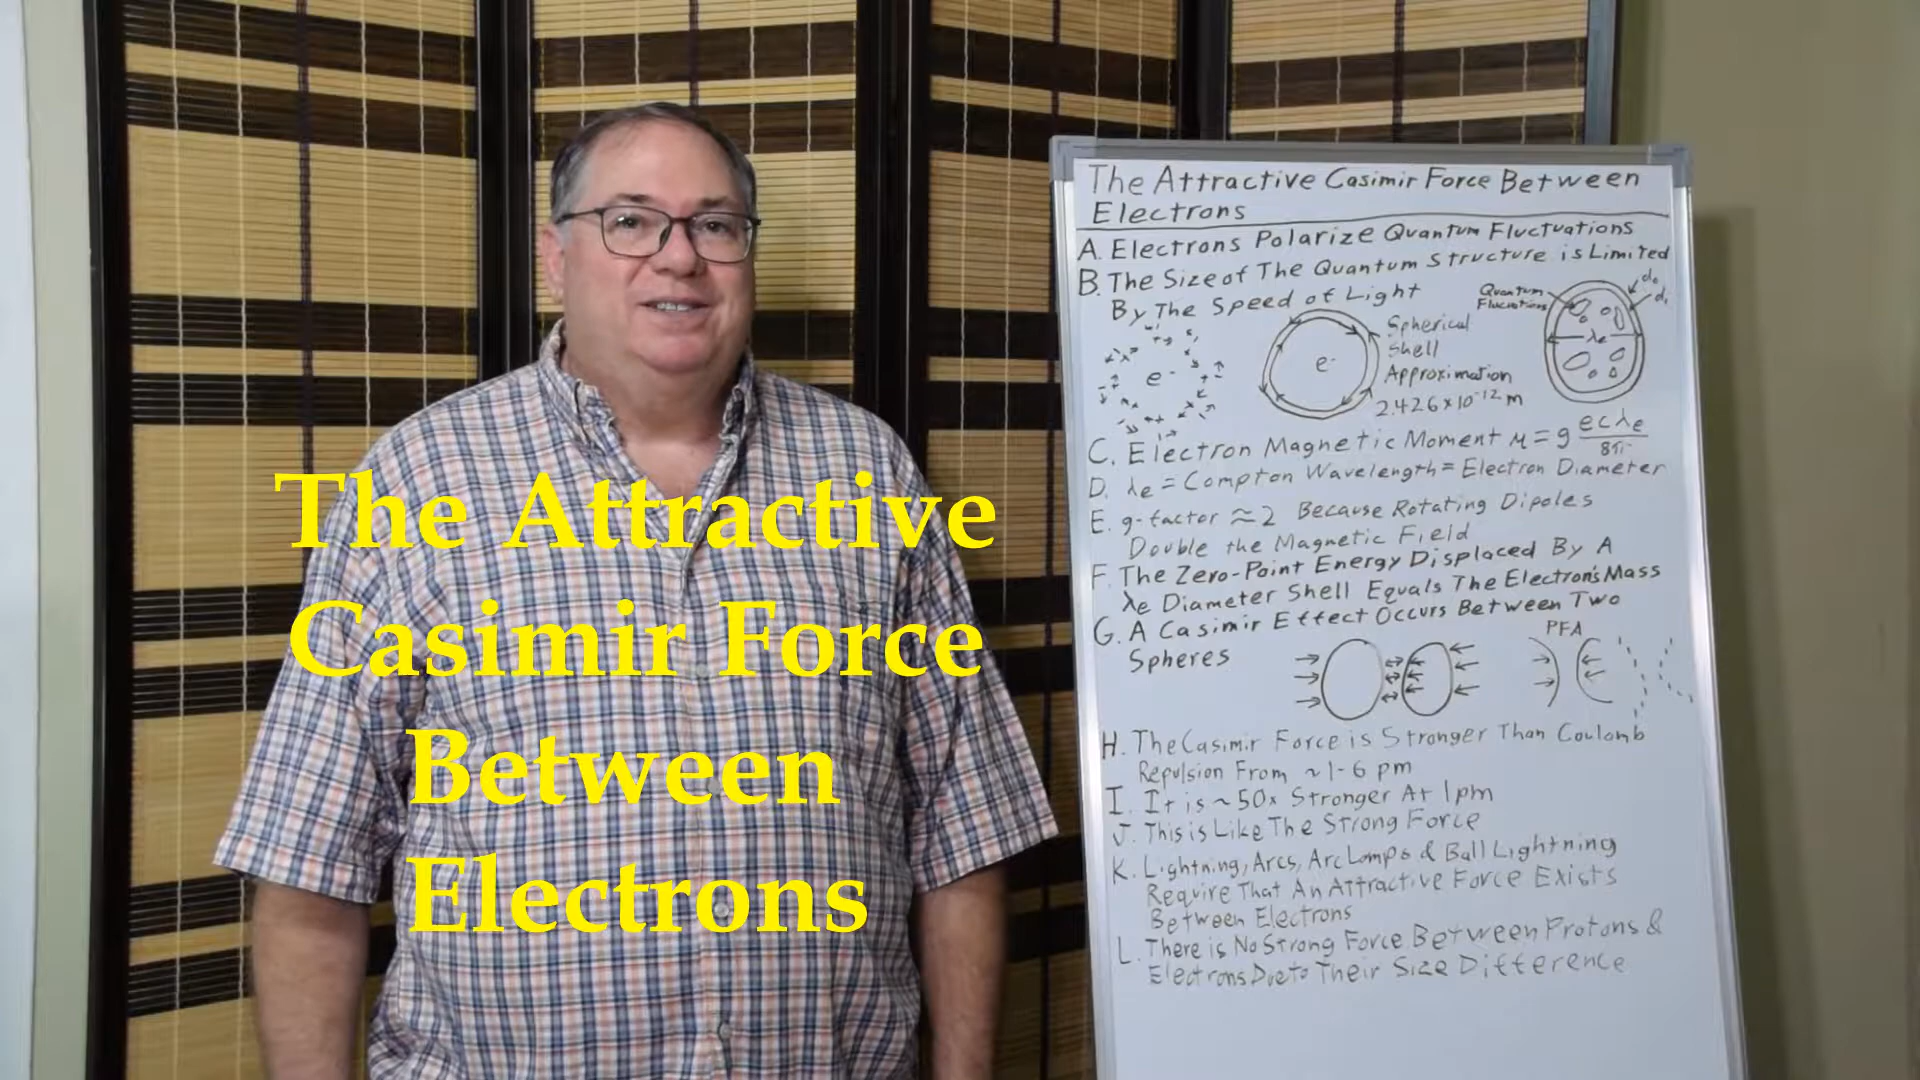 The Attractive
Casimir Force
Between
Electrons
The Attractive Casimir Force Between
Electrons
A. Electrons Polarize Quantum Fluctuations
B. The Size of The Quantum Structure is Limited
By The Speed of Light
e-
e-
Spherical
Shell
Approximation
2.426x10-12 m
Quantum
Fluctuations
d₀
dᵢ
λe
C. Electron Magnetic Moment μ = g ecλe
8π
D. λe = Compton Wavelength = Electron Diameter
E. g-factor ≈ 2 Because Rotating Dipoles
Double the Magnetic Field
F. The Zero-Point Energy Displaced By A
λe Diameter Shell Equals The Electron's Mass
G. A Casimir Effect Occurs Between Two
Spheres
PFA
H. The Casimir Force is Stronger Than Coulomb
Repulsion From ~1-6 pm
I. It is ~50x Stronger At 1pm
J. This is Like The Strong Force
K. Lightning, Arcs, Arc Lamps & Ball Lightning
Require That An Attractive Force Exists
Between Electrons
L. There is No Strong Force Between Protons &
Electrons Due to Their Size Difference